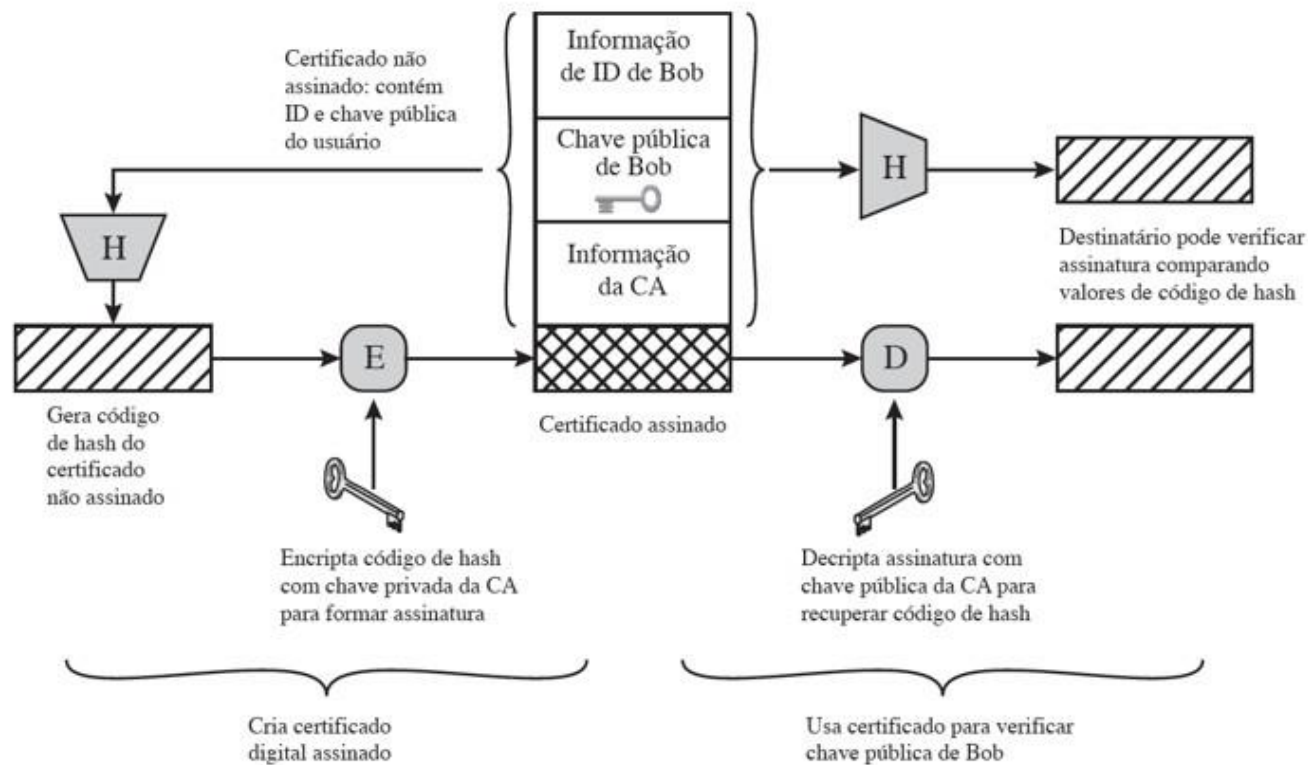 Certificado não
assinado: contém
ID e chave pública
do usuário
Informação
de ID de Bob
Chave pública
de Bob
Informação
da CA
H
H
Destinatário pode verificar
assinatura comparando
valores de código de hash
E
D
Gera código
de hash do
certificado
não assinado
Certificado assinado
Encripta código de hash
com chave privada da CA
para formar assinatura
Decripta assinatura com
chave pública da CA para
recuperar código de hash
Cria certificado
digital assinado
Usa certificado para verificar
chave pública de Bob